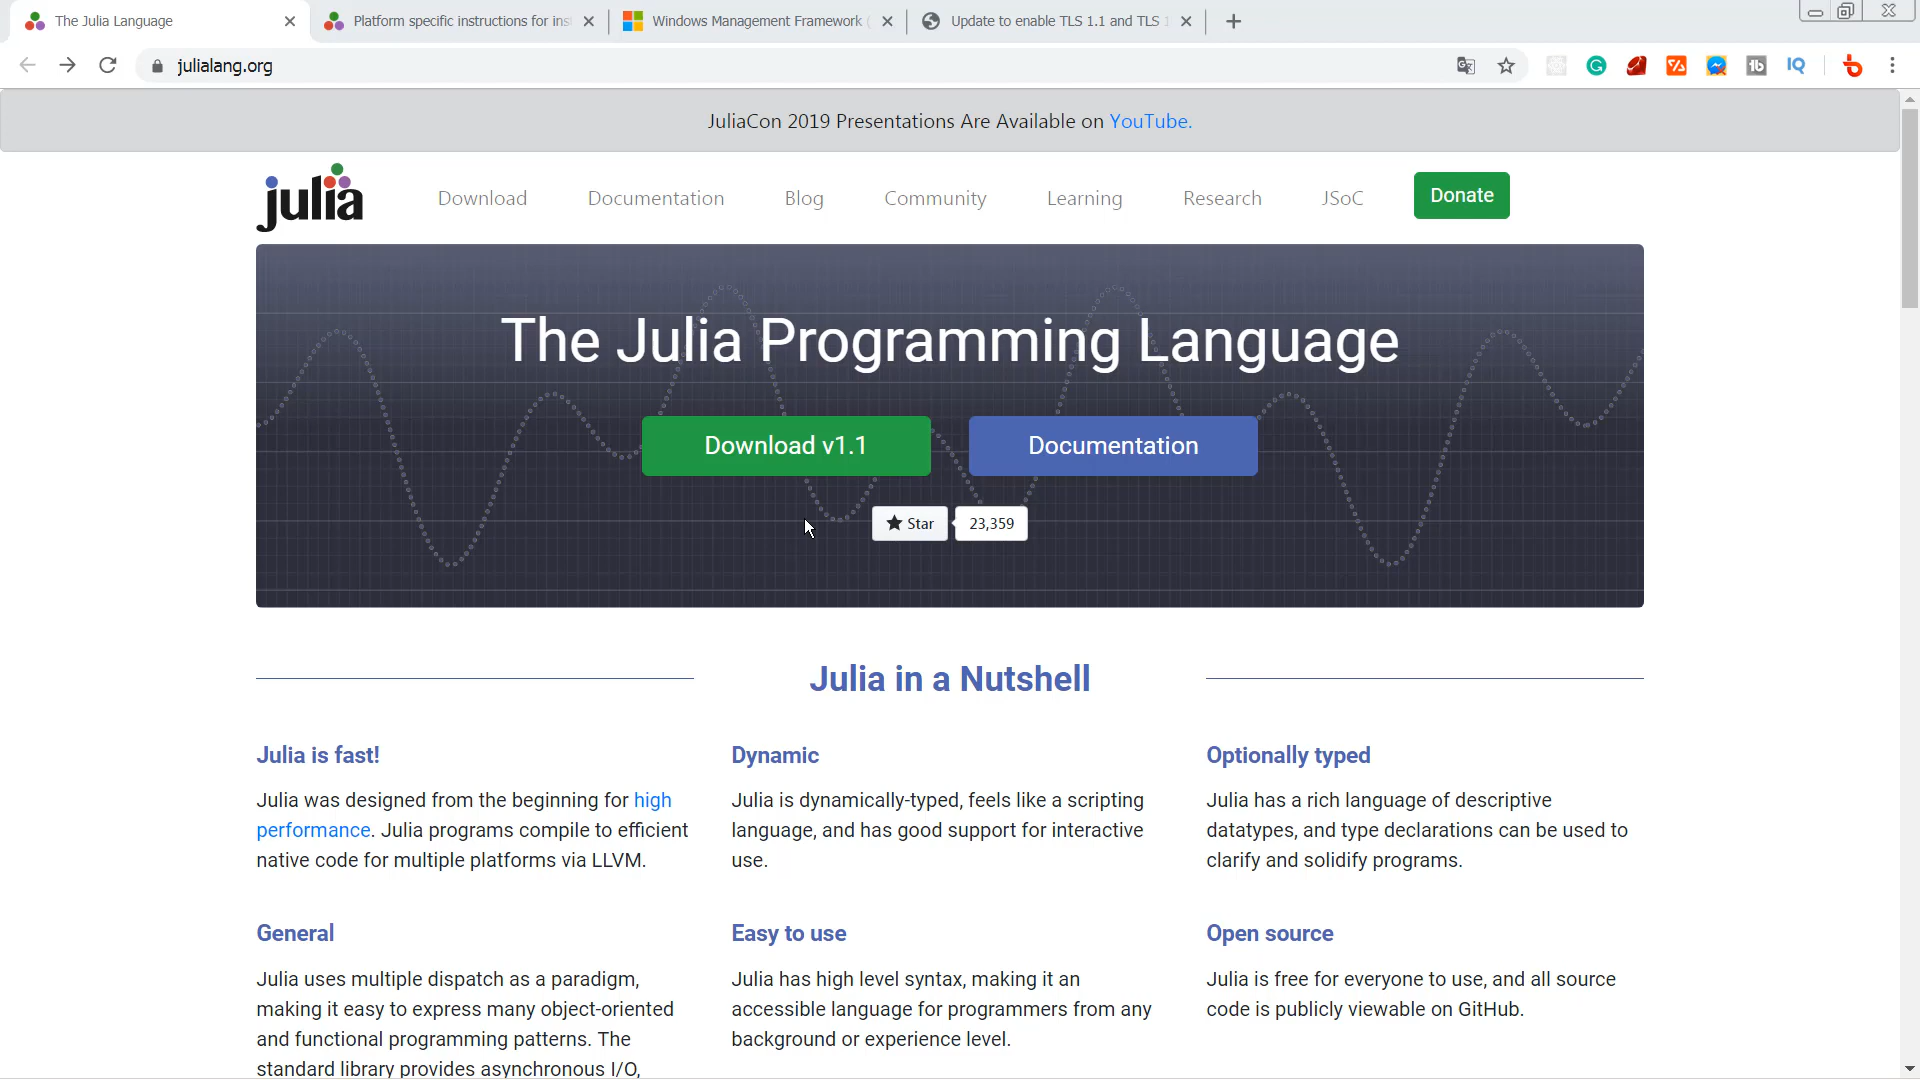 The Julia Language
Platform specific instructions for ins
Windows Management Framework (
Update to enable TLS 1.1 and TLS 1
julialang.org
JuliaCon 2019 Presentations Are Available on YouTube.
julia
Download
Documentation
Blog
Community
Learning
Research
JSoC
Donate
The Julia Programming Language
Download v1.1
Documentation
Star
23,359
Julia in a Nutshell
Julia is fast!
Julia was designed from the beginning for high
performance. Julia programs compile to efficient
native code for multiple platforms via LLVM.
Dynamic
Julia is dynamically-typed, feels like a scripting
language, and has good support for interactive
use.
Optionally typed
Julia has a rich language of descriptive
datatypes, and type declarations can be used to
clarify and solidify programs.
General
Julia uses multiple dispatch as a paradigm,
making it easy to express many object-oriented
and functional programming patterns. The
standard library provides asynchronous I/O,
Easy to use
Julia has high level syntax, making it an
accessible language for programmers from any
background or experience level.
Open source
Julia is free for everyone to use, and all source
code is publicly viewable on GitHub.